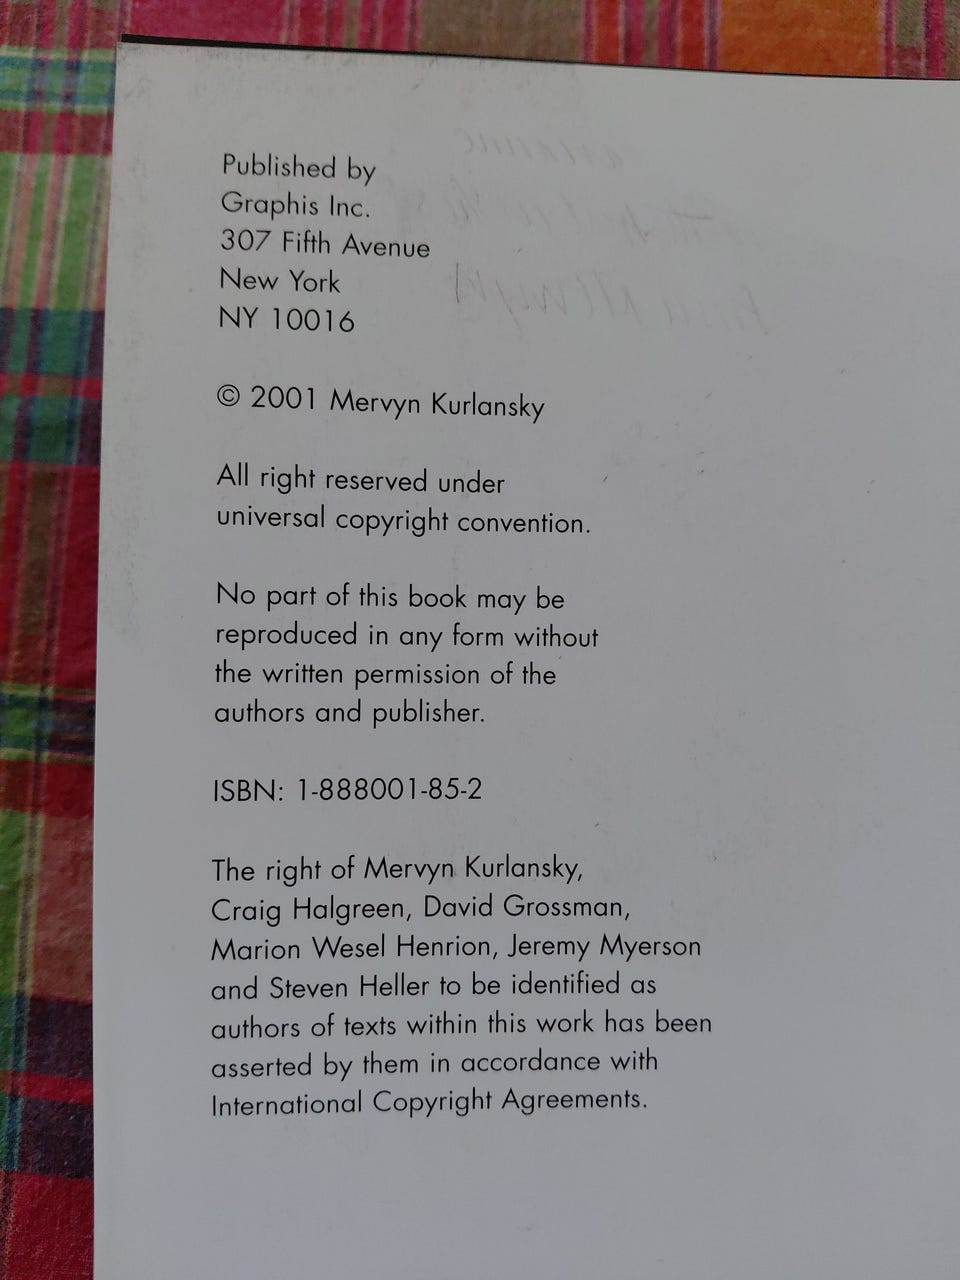 Published by
Graphis Inc.
307 Fifth Avenue
New York
NY 10016
© 2001 Mervyn Kurlansky
All right reserved under
universal copyright convention.
No part of this book may be
reproduced in any form without
the written permission of the
authors and publisher.
ISBN: 1-888001-85-2
The right of Mervyn Kurlansky,
Craig Halgreen, David Grossman,
Marion Wesel Henrion, Jeremy Myerson
and Steven Heller to be identified as
authors of texts within this work has been
asserted by them in accordance with
International Copyright Agreements.